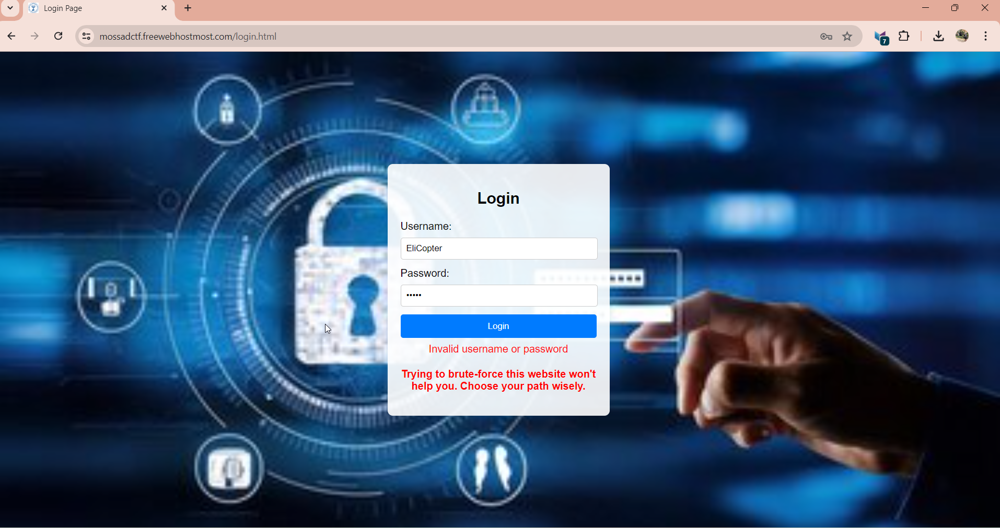 Login Page
mossadctf.freewebhostmost.com/login.html
7
Login
Username:
EliCopter
Password:
•••••
Login
Invalid username or password
Trying to brute-force this website won't
help you. Choose your path wisely.